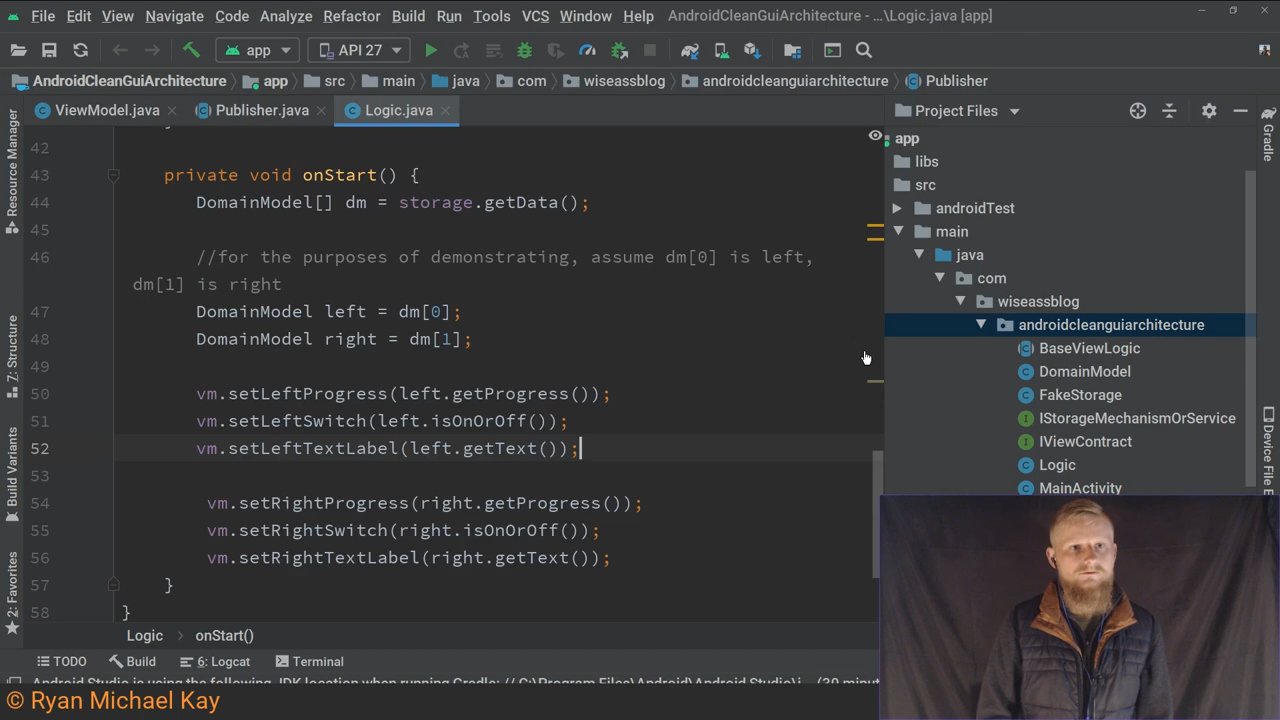 File Edit View Navigate Code Analyze Refactor Build Run Tools VCS Window Help AndroidCleanGuiArchitecture - ...\Logic.java [app]
app API 27
AndroidCleanGuiArchitecture app src main java com wiseassblog androidcleanguiarchitecture Publisher
ViewModel.java Publisher.java Logic.java
Project Files
Resource Manager
7: Structure
Build Variants
2: Favorites
42
43 private void onStart() {
44 DomainModel[] dm = storage.getData();
45
46 //for the purposes of demonstrating, assume dm[0] is left,
dm[1] is right
47 DomainModel left = dm[0];
48 DomainModel right = dm[1];
49
50 vm.setLeftProgress(left.getProgress());
51 vm.setLeftSwitch(left.isOnOrOff());
52 vm.setLeftTextLabel(left.getText());
53
54 vm.setRightProgress(right.getProgress());
55 vm.setRightSwitch(right.isOnOrOff());
56 vm.setRightTextLabel(right.getText());
57 }
58 }
app
libs
src
androidTest
main
java
com
wiseassblog
androidcleanguiarchitecture
BaseViewLogic
DomainModel
FakeStorage
IStorageMechanismOrService
IViewContract
Logic
MainActivity
Gradle
Device File E
Logic onStart()
TODO Build 6: Logcat Terminal
Android Studio is using the following JDK location when running Gradle: // C:\Program Files\Android\Android Studio\j... (39 minut
© Ryan Michael Kay